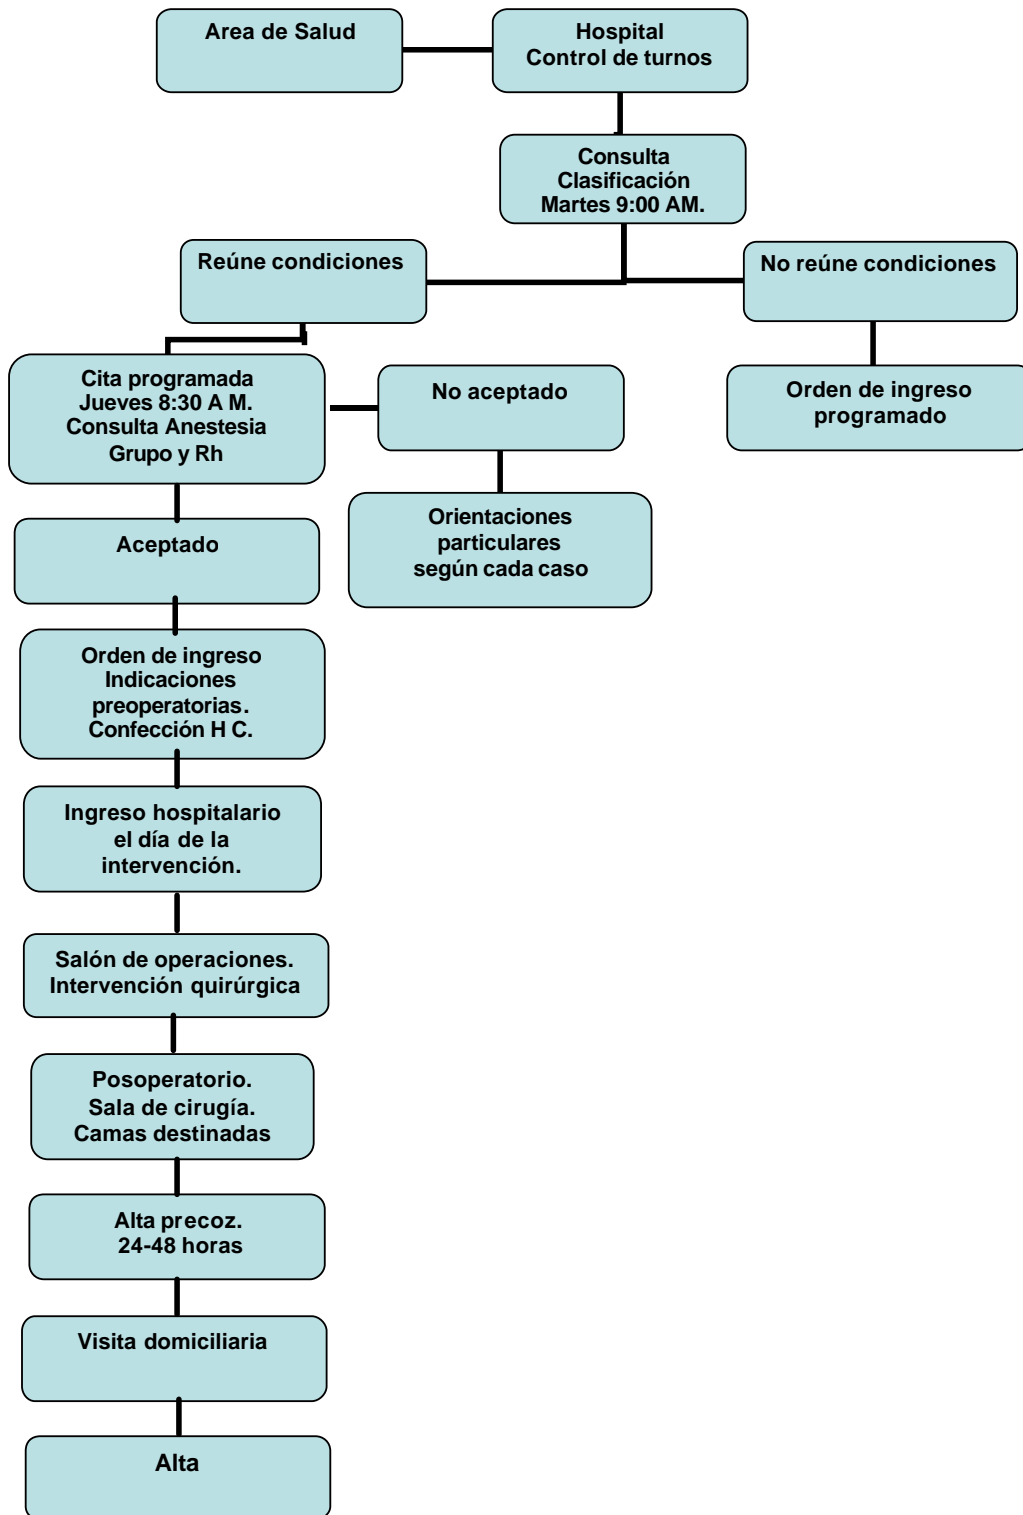 Area de Salud
Hospital
Control de turnos
Consulta
Clasificación
Martes 9:00 AM.
Reúne condiciones
No reúne condiciones
Cita programada
Jueves 8:30 A M.
Consulta Anestesia
Grupo y Rh
No aceptado
Orden de ingreso
programado
Aceptado
Orientaciones
particulares
según cada caso
Orden de ingreso
Indicaciones
preoperatorias.
Confección H C.
Ingreso hospitalario
el día de la
intervención.
Salón de operaciones.
Intervención quirúrgica
Posoperatorio.
Sala de cirugía.
Camas destinadas
Alta precoz.
24-48 horas
Visita domiciliaria
Alta